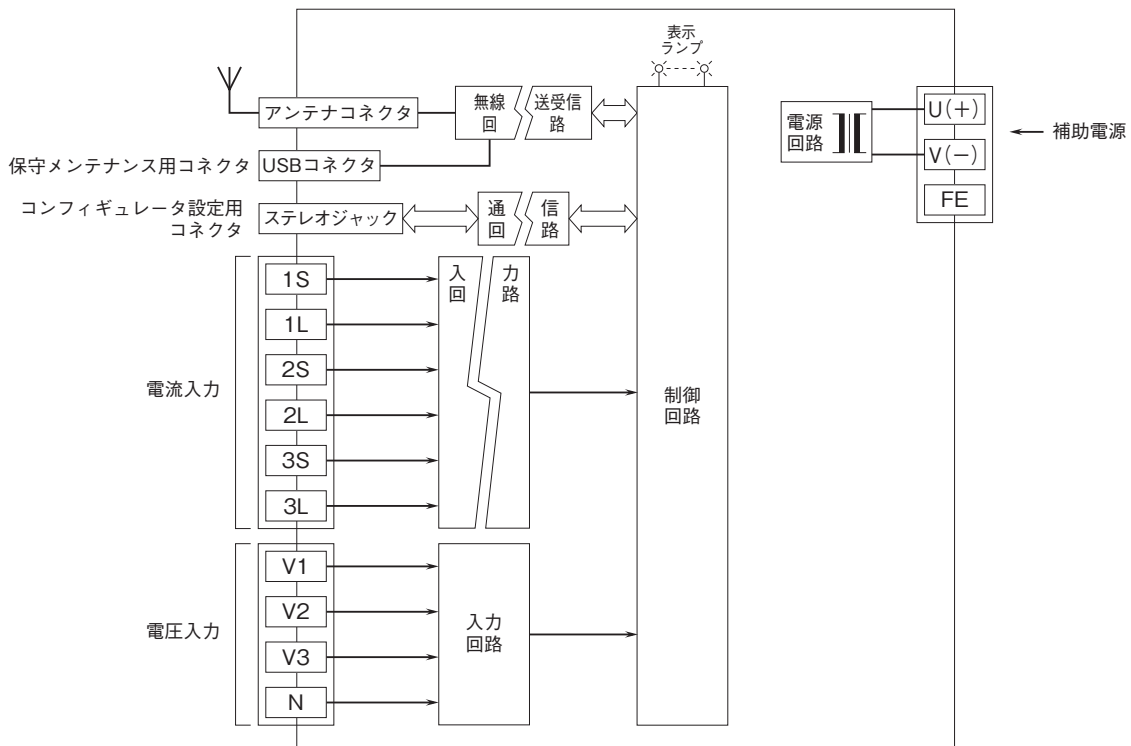 表示
ランプ
アンテナコネクタ
無線 送受信
回 路
保守メンテナンス用コネクタ
USBコネクタ
コンフィギュレータ設定用
コネクタ
ステレオジャック
通 信
回 路
電源
回路
U(+)
V(−)
FE
補助電源
電流入力
1S
1L
2S
2L
3S
3L
入 力
回 路
制御
回路
電圧入力
V1
V2
V3
N
入力
回路